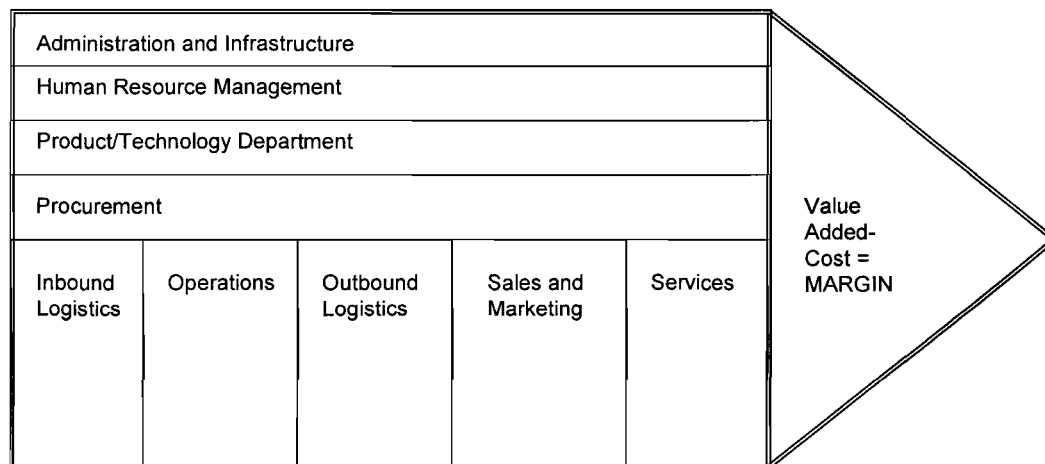 Administration and Infrastructure
Human Resource Management
Product/Technology Department
Procurement
Inbound
Logistics
Operations
Outbound
Logistics
Sales and
Marketing
Services
Value
Added-
Cost =
MARGIN